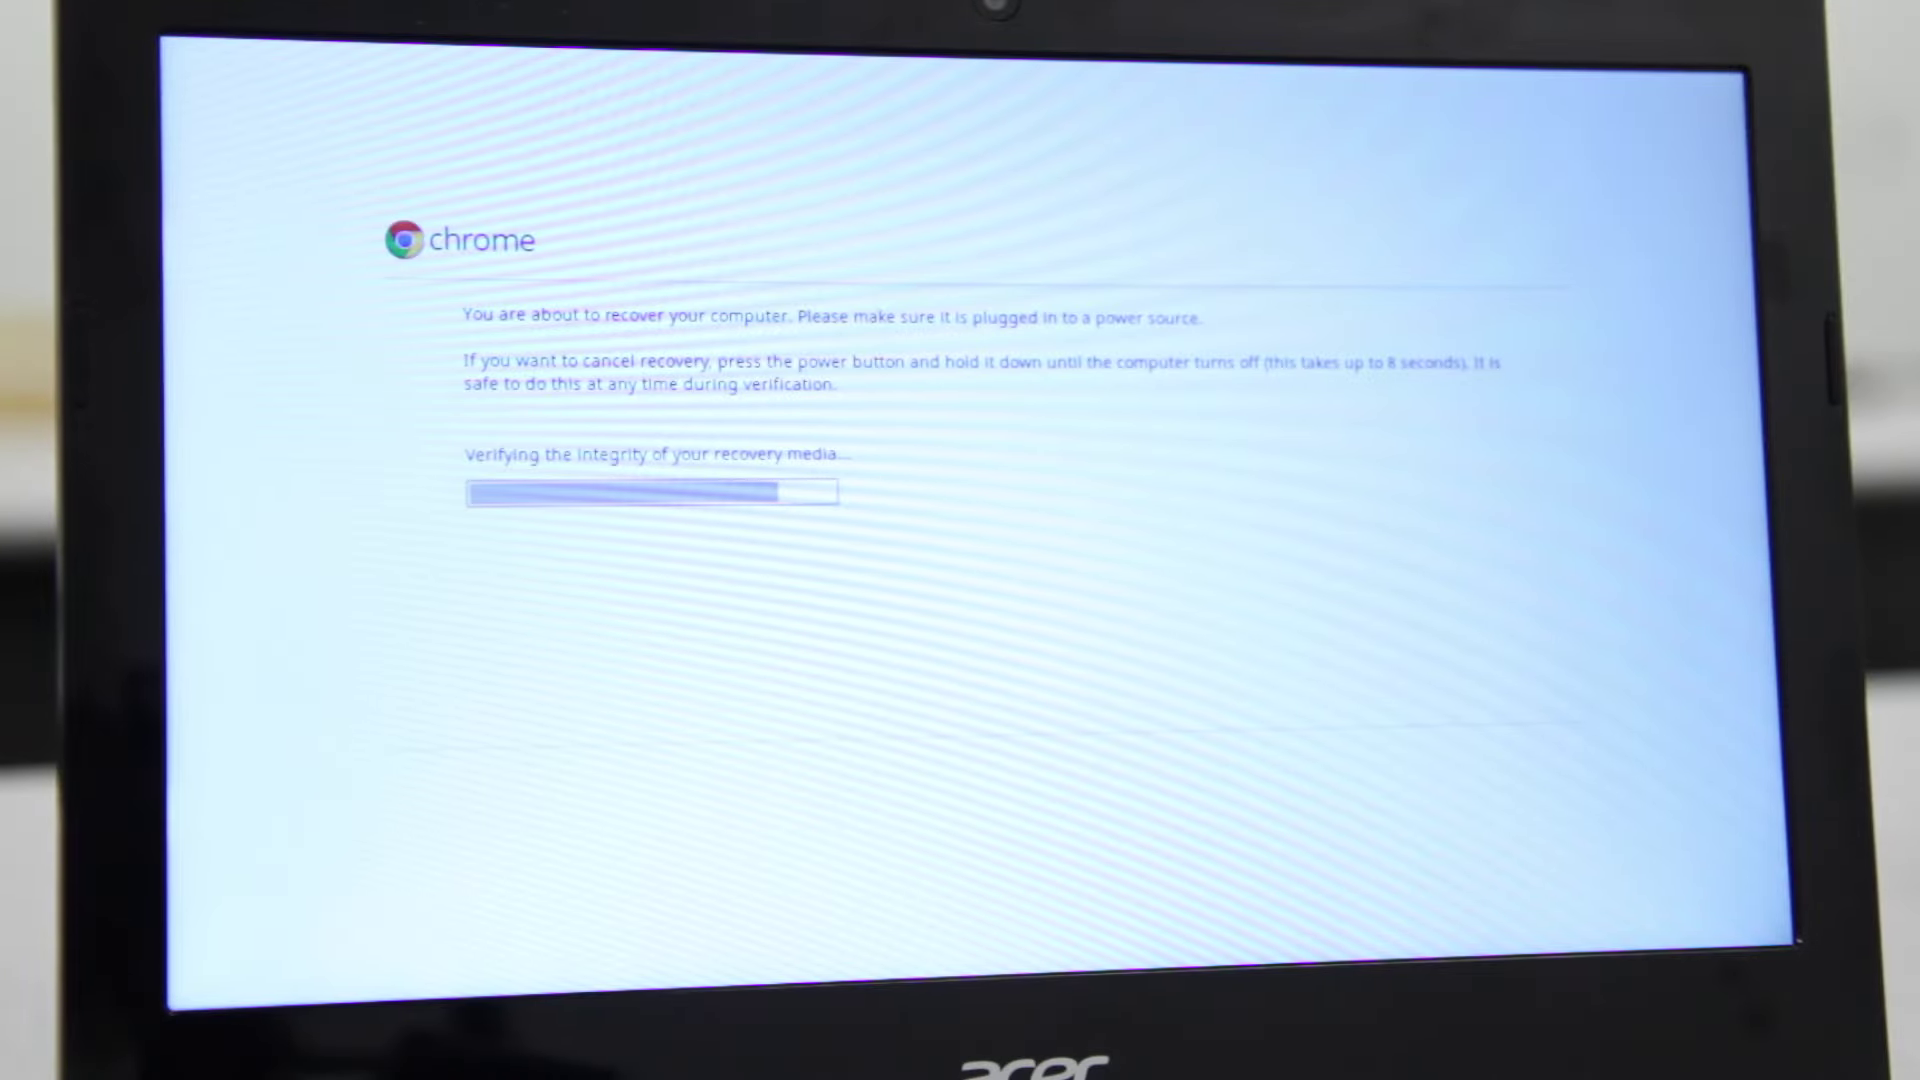 chrome
You are about to recover your computer. Please make sure it is plugged in to a power source.
If you want to cancel recovery, press the power button and hold it down until the computer turns off (this takes up to 8 seconds). It is
safe to do this at any time during verification.
Verifying the integrity of your recovery media...
acer